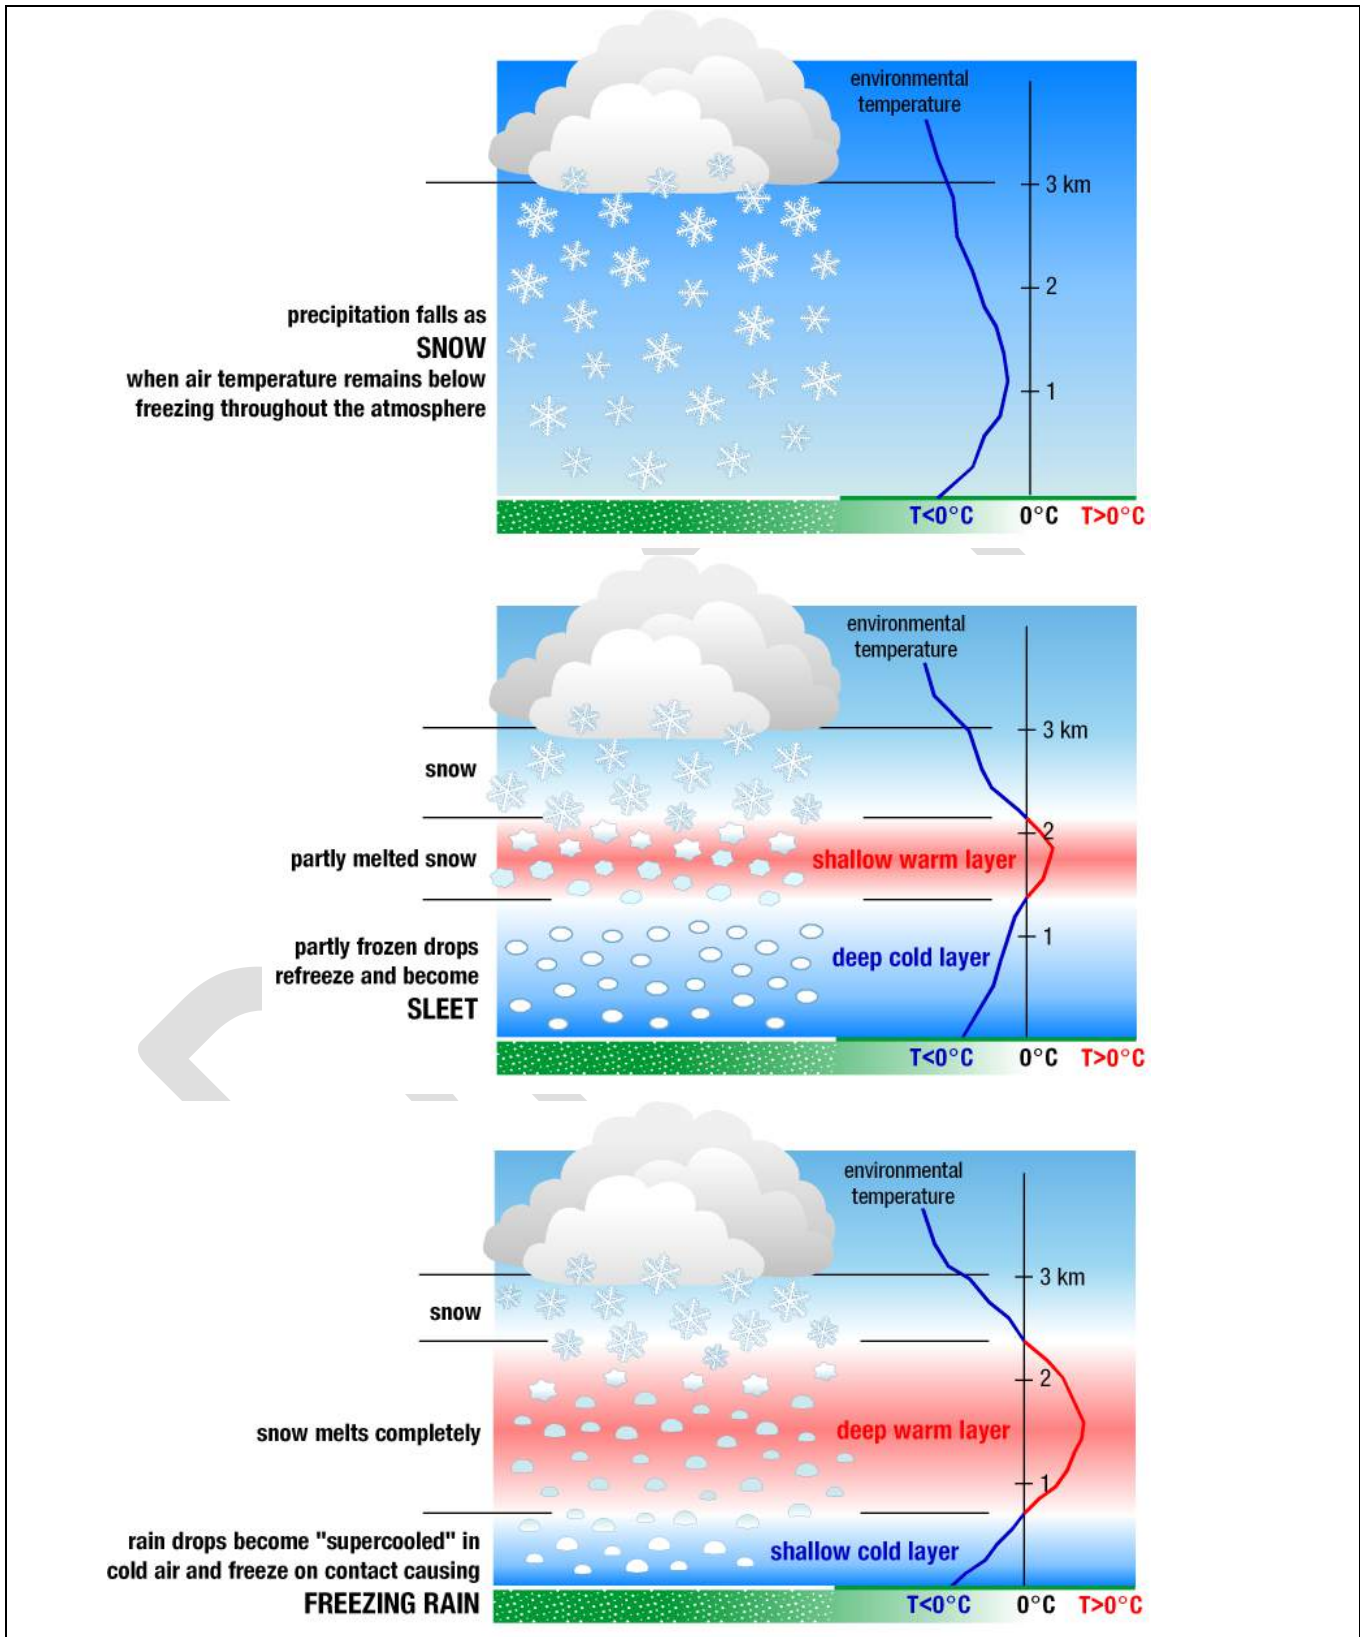 environmental
temperature
3 km
2
1
precipitation falls as
SNOW
when air temperature remains below
freezing throughout the atmosphere
T<0°C 0°C T>0°C
environmental
temperature
3 km
snow
2
partly melted snow
shallow warm layer
1
partly frozen drops
refreeze and become
SLEET
deep cold layer
T<0°C 0°C T>0°C
environmental
temperature
3 km
snow
2
snow melts completely
deep warm layer
1
rain drops become "supercooled" in
cold air and freeze on contact causing
FREEZING RAIN
shallow cold layer
T<0°C 0°C T>0°C